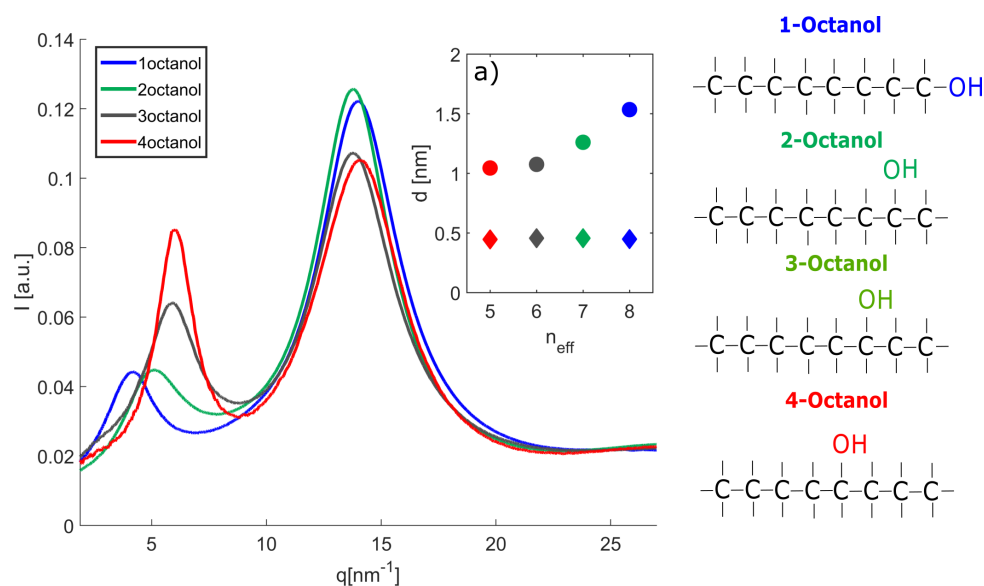 0.14
0.12
0.1
0.08
0.06
0.04
0.02
0
I [a.u.]
5
10
15
20
25
q[nm⁻¹]
1octanol
2octanol
3octanol
4octanol
a)
2
1.5
1
0.5
0
d [nm]
5 6 7 8
n_eff
1-Octanol
–C–C–C–C–C–C–C–C–OH
2-Octanol
OH
–C–C–C–C–C–C–C–C–
3-Octanol
OH
–C–C–C–C–C–C–C–C–
4-Octanol
OH
–C–C–C–C–C–C–C–C–